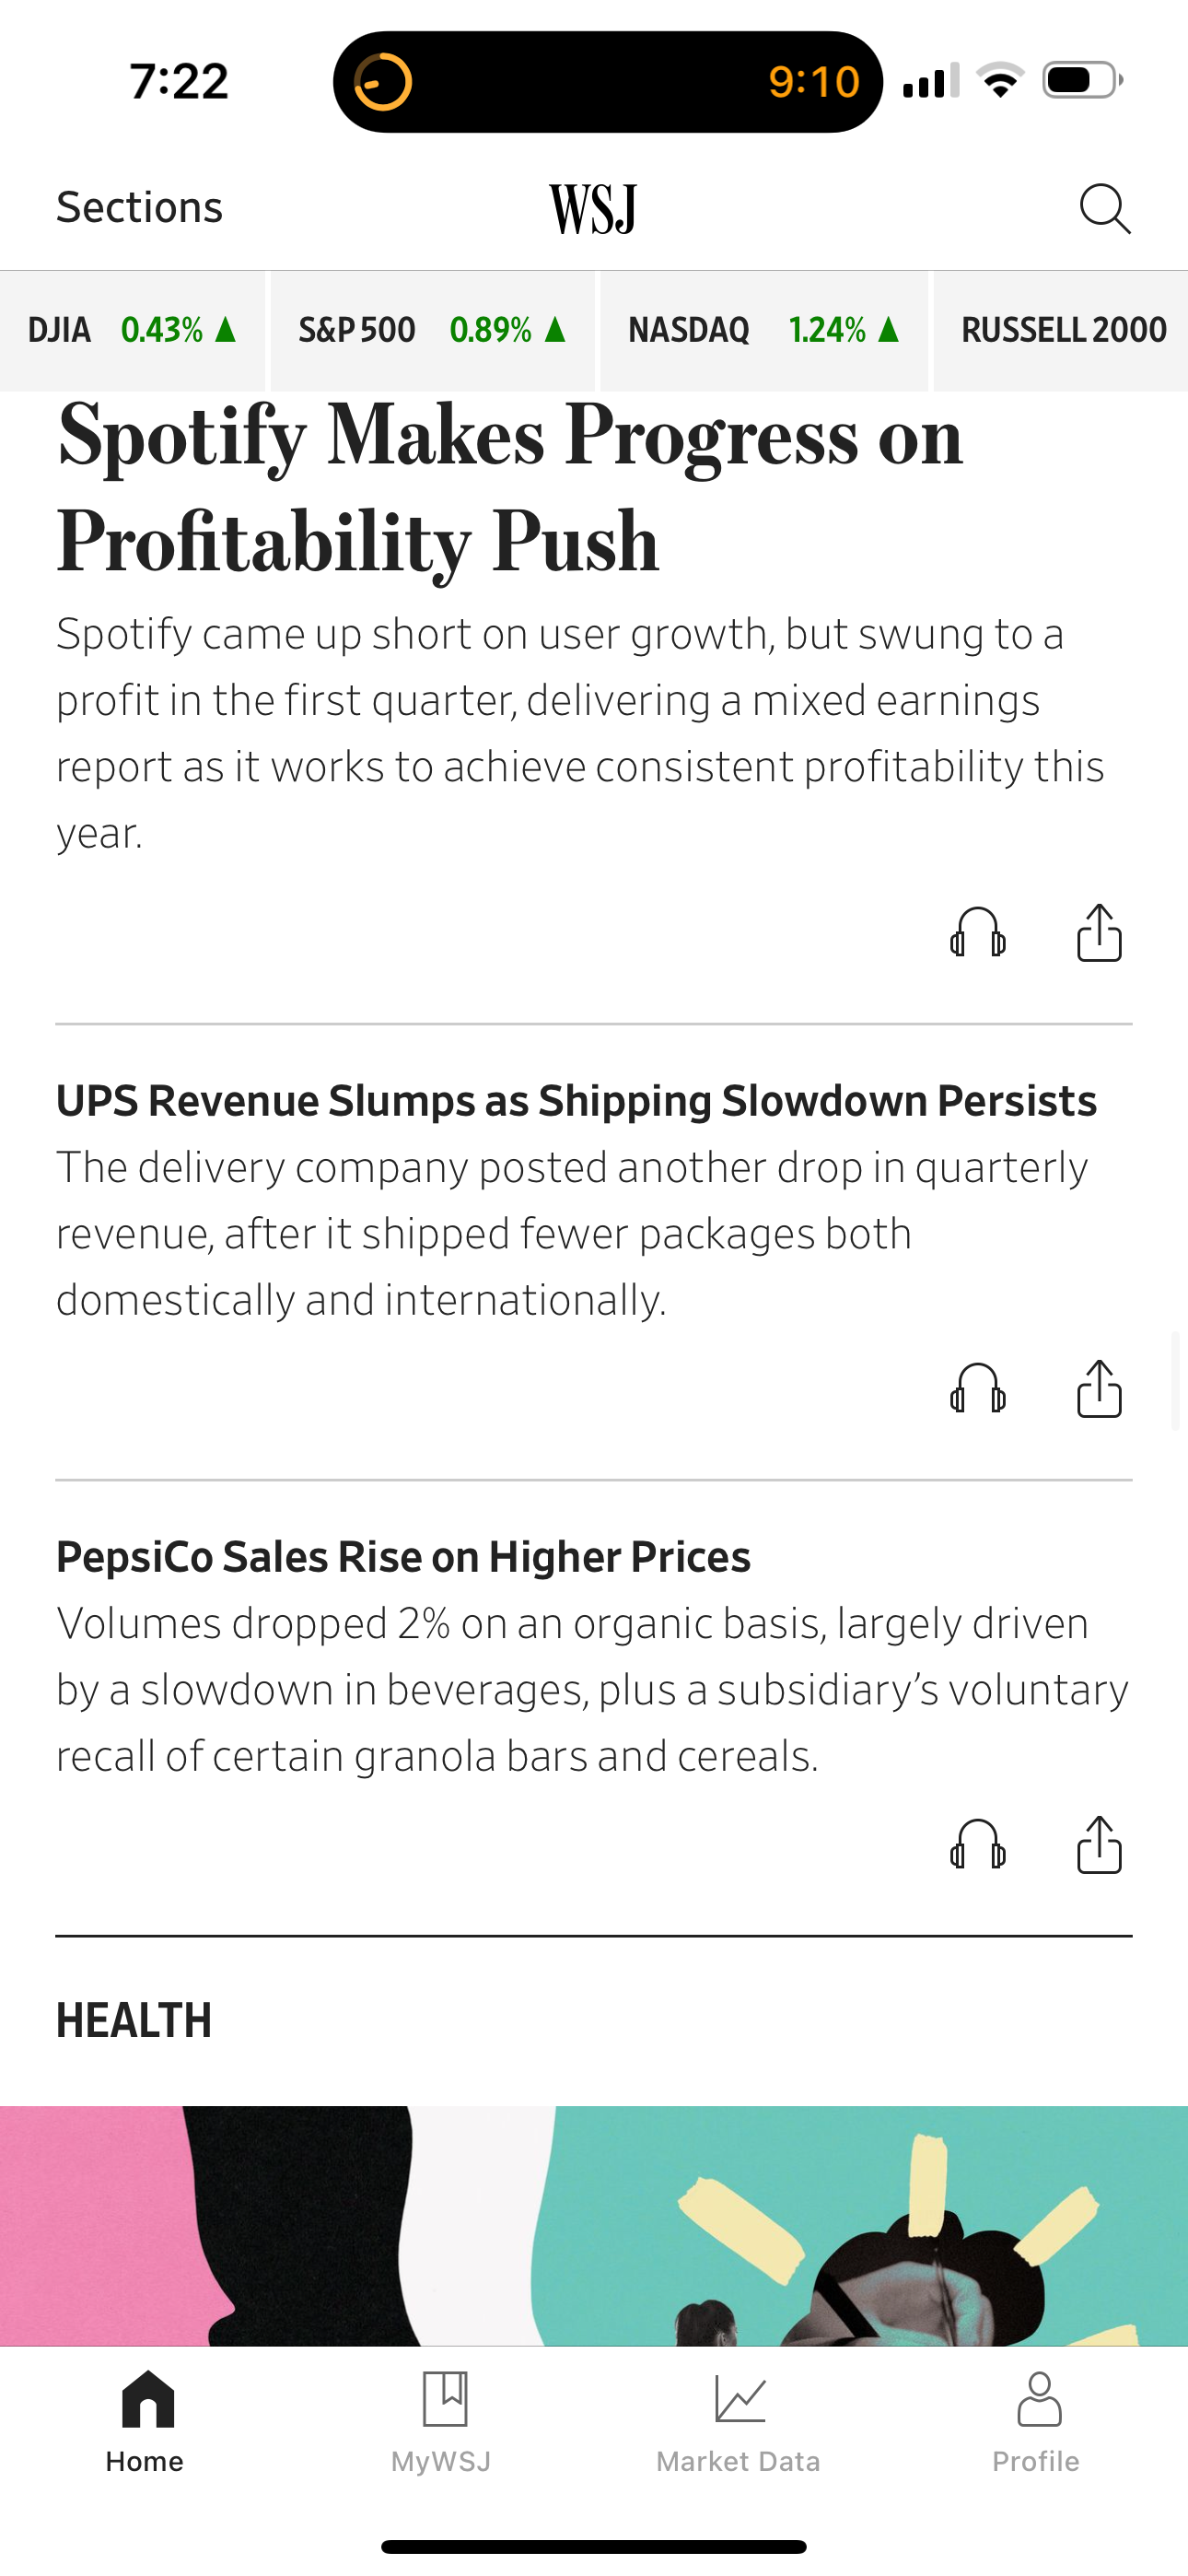 7:22
9:10
Sections
WSJ
DJIA 0.43% ▲ S&P 500 0.89% ▲ NASDAQ 1.24% ▲ RUSSELL 2000
Spotify Makes Progress on
Profitability Push
Spotify came up short on user growth, but swung to a
profit in the first quarter, delivering a mixed earnings
report as it works to achieve consistent profitability this
year.
UPS Revenue Slumps as Shipping Slowdown Persists
The delivery company posted another drop in quarterly
revenue, after it shipped fewer packages both
domestically and internationally.
PepsiCo Sales Rise on Higher Prices
Volumes dropped 2% on an organic basis, largely driven
by a slowdown in beverages, plus a subsidiary’s voluntary
recall of certain granola bars and cereals.
HEALTH
Home
MyWSJ
Market Data
Profile